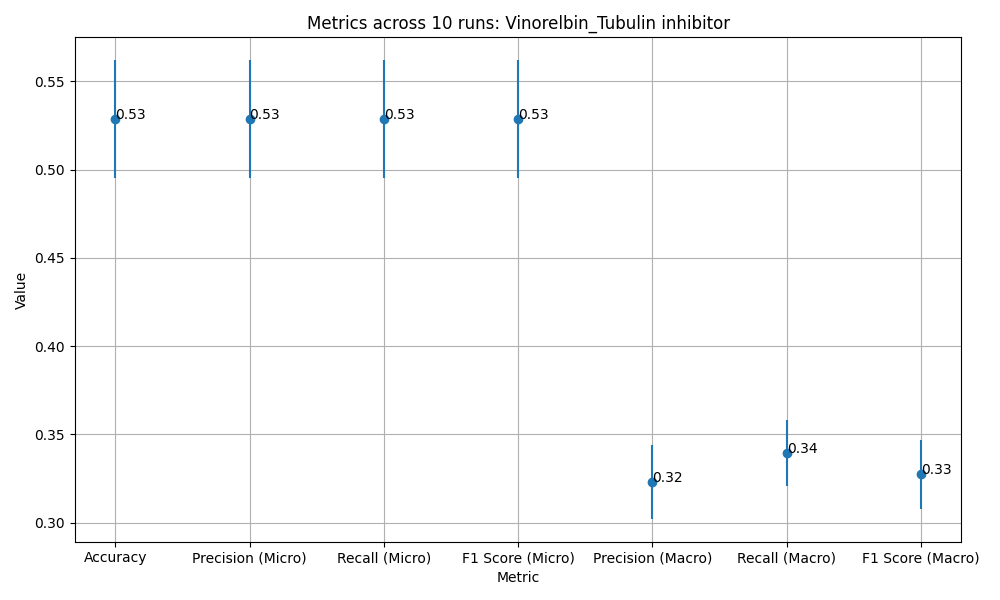 Metrics across 10 runs: Vinorelbin_Tubulin inhibitor
Value
0.55
0.50
0.45
0.40
0.35
0.30
0.53
0.53
0.53
0.53
0.32
0.34
0.33
Accuracy
Precision (Micro)
Recall (Micro)
F1 Score (Micro)
Precision (Macro)
Recall (Macro)
F1 Score (Macro)
Metric